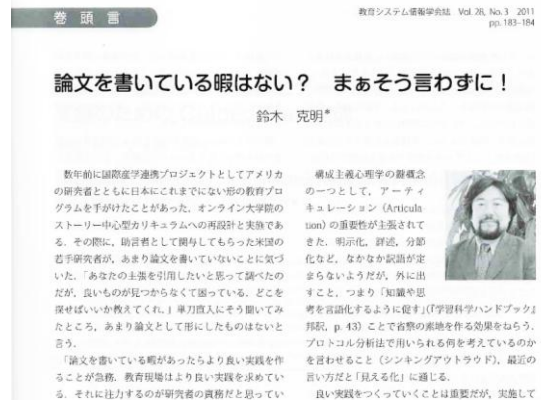 巻頭言
教育システム情報学会誌 Vol. 28, No. 3 2011
pp. 183-184
論文を書いている暇はない? まぁそう言わずに!
鈴木 克明*
数年前に国際産学連携プロジェクトとしてアメリカ
の研究者とともに日本にこれまでにない形の教育プロ
グラムを手がけたことがあった．オンライン大学院の
ストーリー中心型カリキュラムへの再設計と実施であ
る．その際に，助言者として関与してもらった米国の
若手研究者が，あまり論文を書いていないことに気づ
いた．「あなたの主張を引用したいと思って調べたの
だが，良いものが見つからなくて困っている．どこを
探せばいいか教えてくれ．」単刀直入にそう聞いてみ
たところ，あまり論文として形にしたものはないと
言う．
「論文を書いている暇があったらより良い実践を作
ることが急務．教育現場はより良い実践を求めてい
る．それに注力するのが研究者の責務だと思ってい
構成主義心理学の鍵概念
の一つとして，アーティ
キュレーション（Articula-
tion）の重要性が主張されて
きた．明示化，詳述，分節
化など，なかなか訳語が定
まらないようだが，外に出
すこと，つまり「知識や思
考を言語化するように促す」（『学習科学ハンドブック』
邦訳，p. 43）ことで省察の素地を作る効果をねらう．
プロトコル分析法で用いられる何を考えているのか
を言わせること（シンキングアウトラウド），最近の
言い方だと「見える化」に通じる．
良い実践をつくっていくことは重要だが，実施して